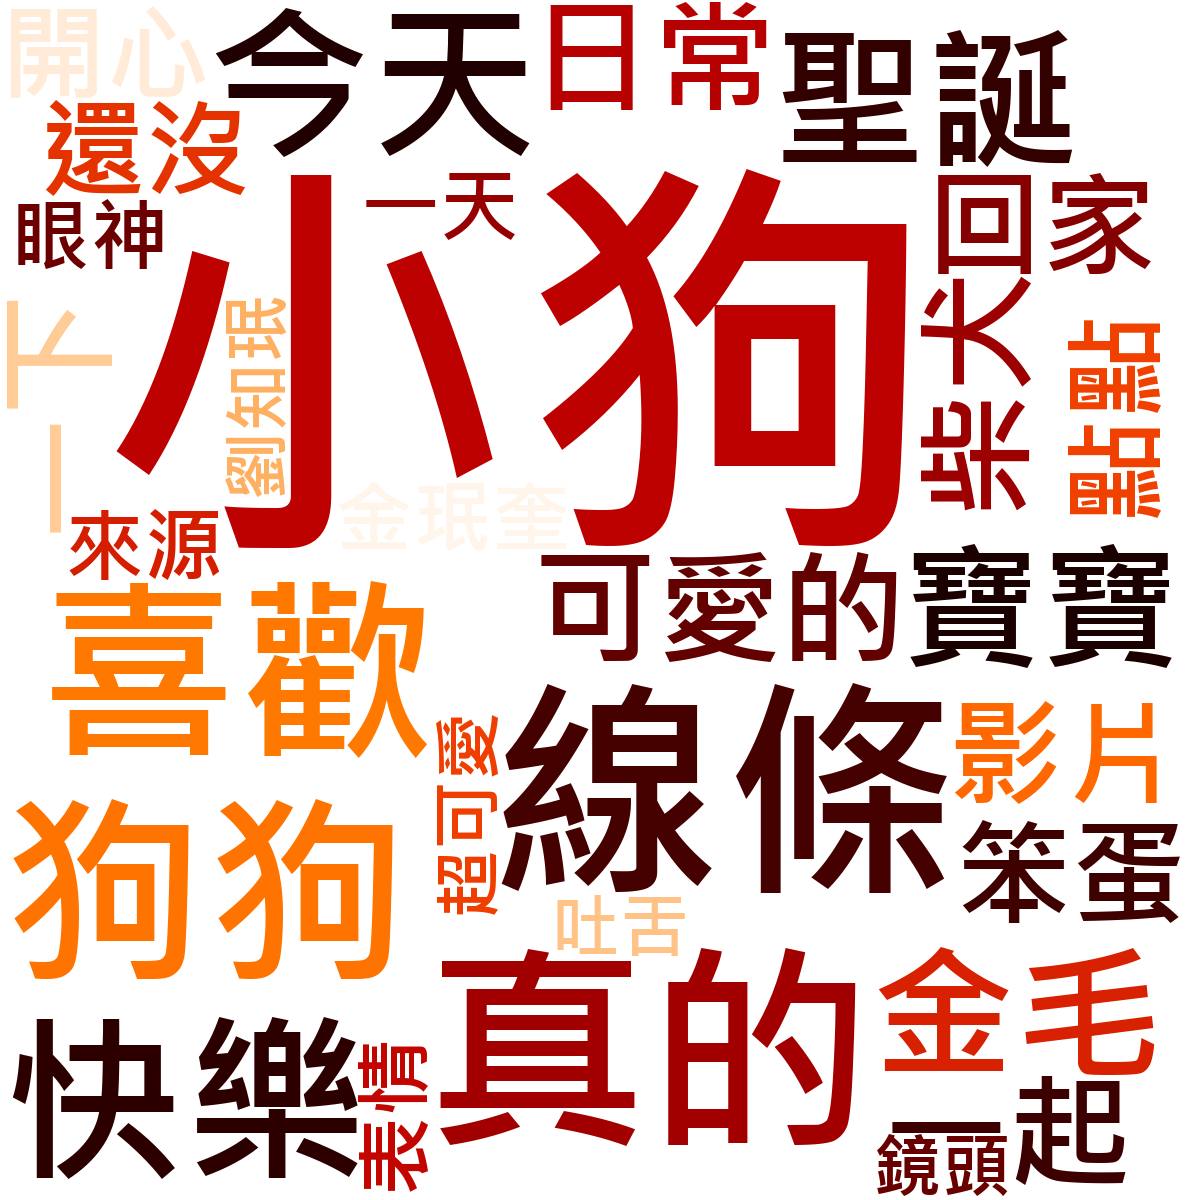 開心
今天
日常
聖誕
還沒
一天
眼神
小狗
回家
柴犬
點點
一下
劉知珉
金珉奎
來源
可愛的
寶寶
喜歡
線條
影片
超可愛
狗狗
笨蛋
吐舌
真的
金毛
快樂
表情
一起
鏡頭